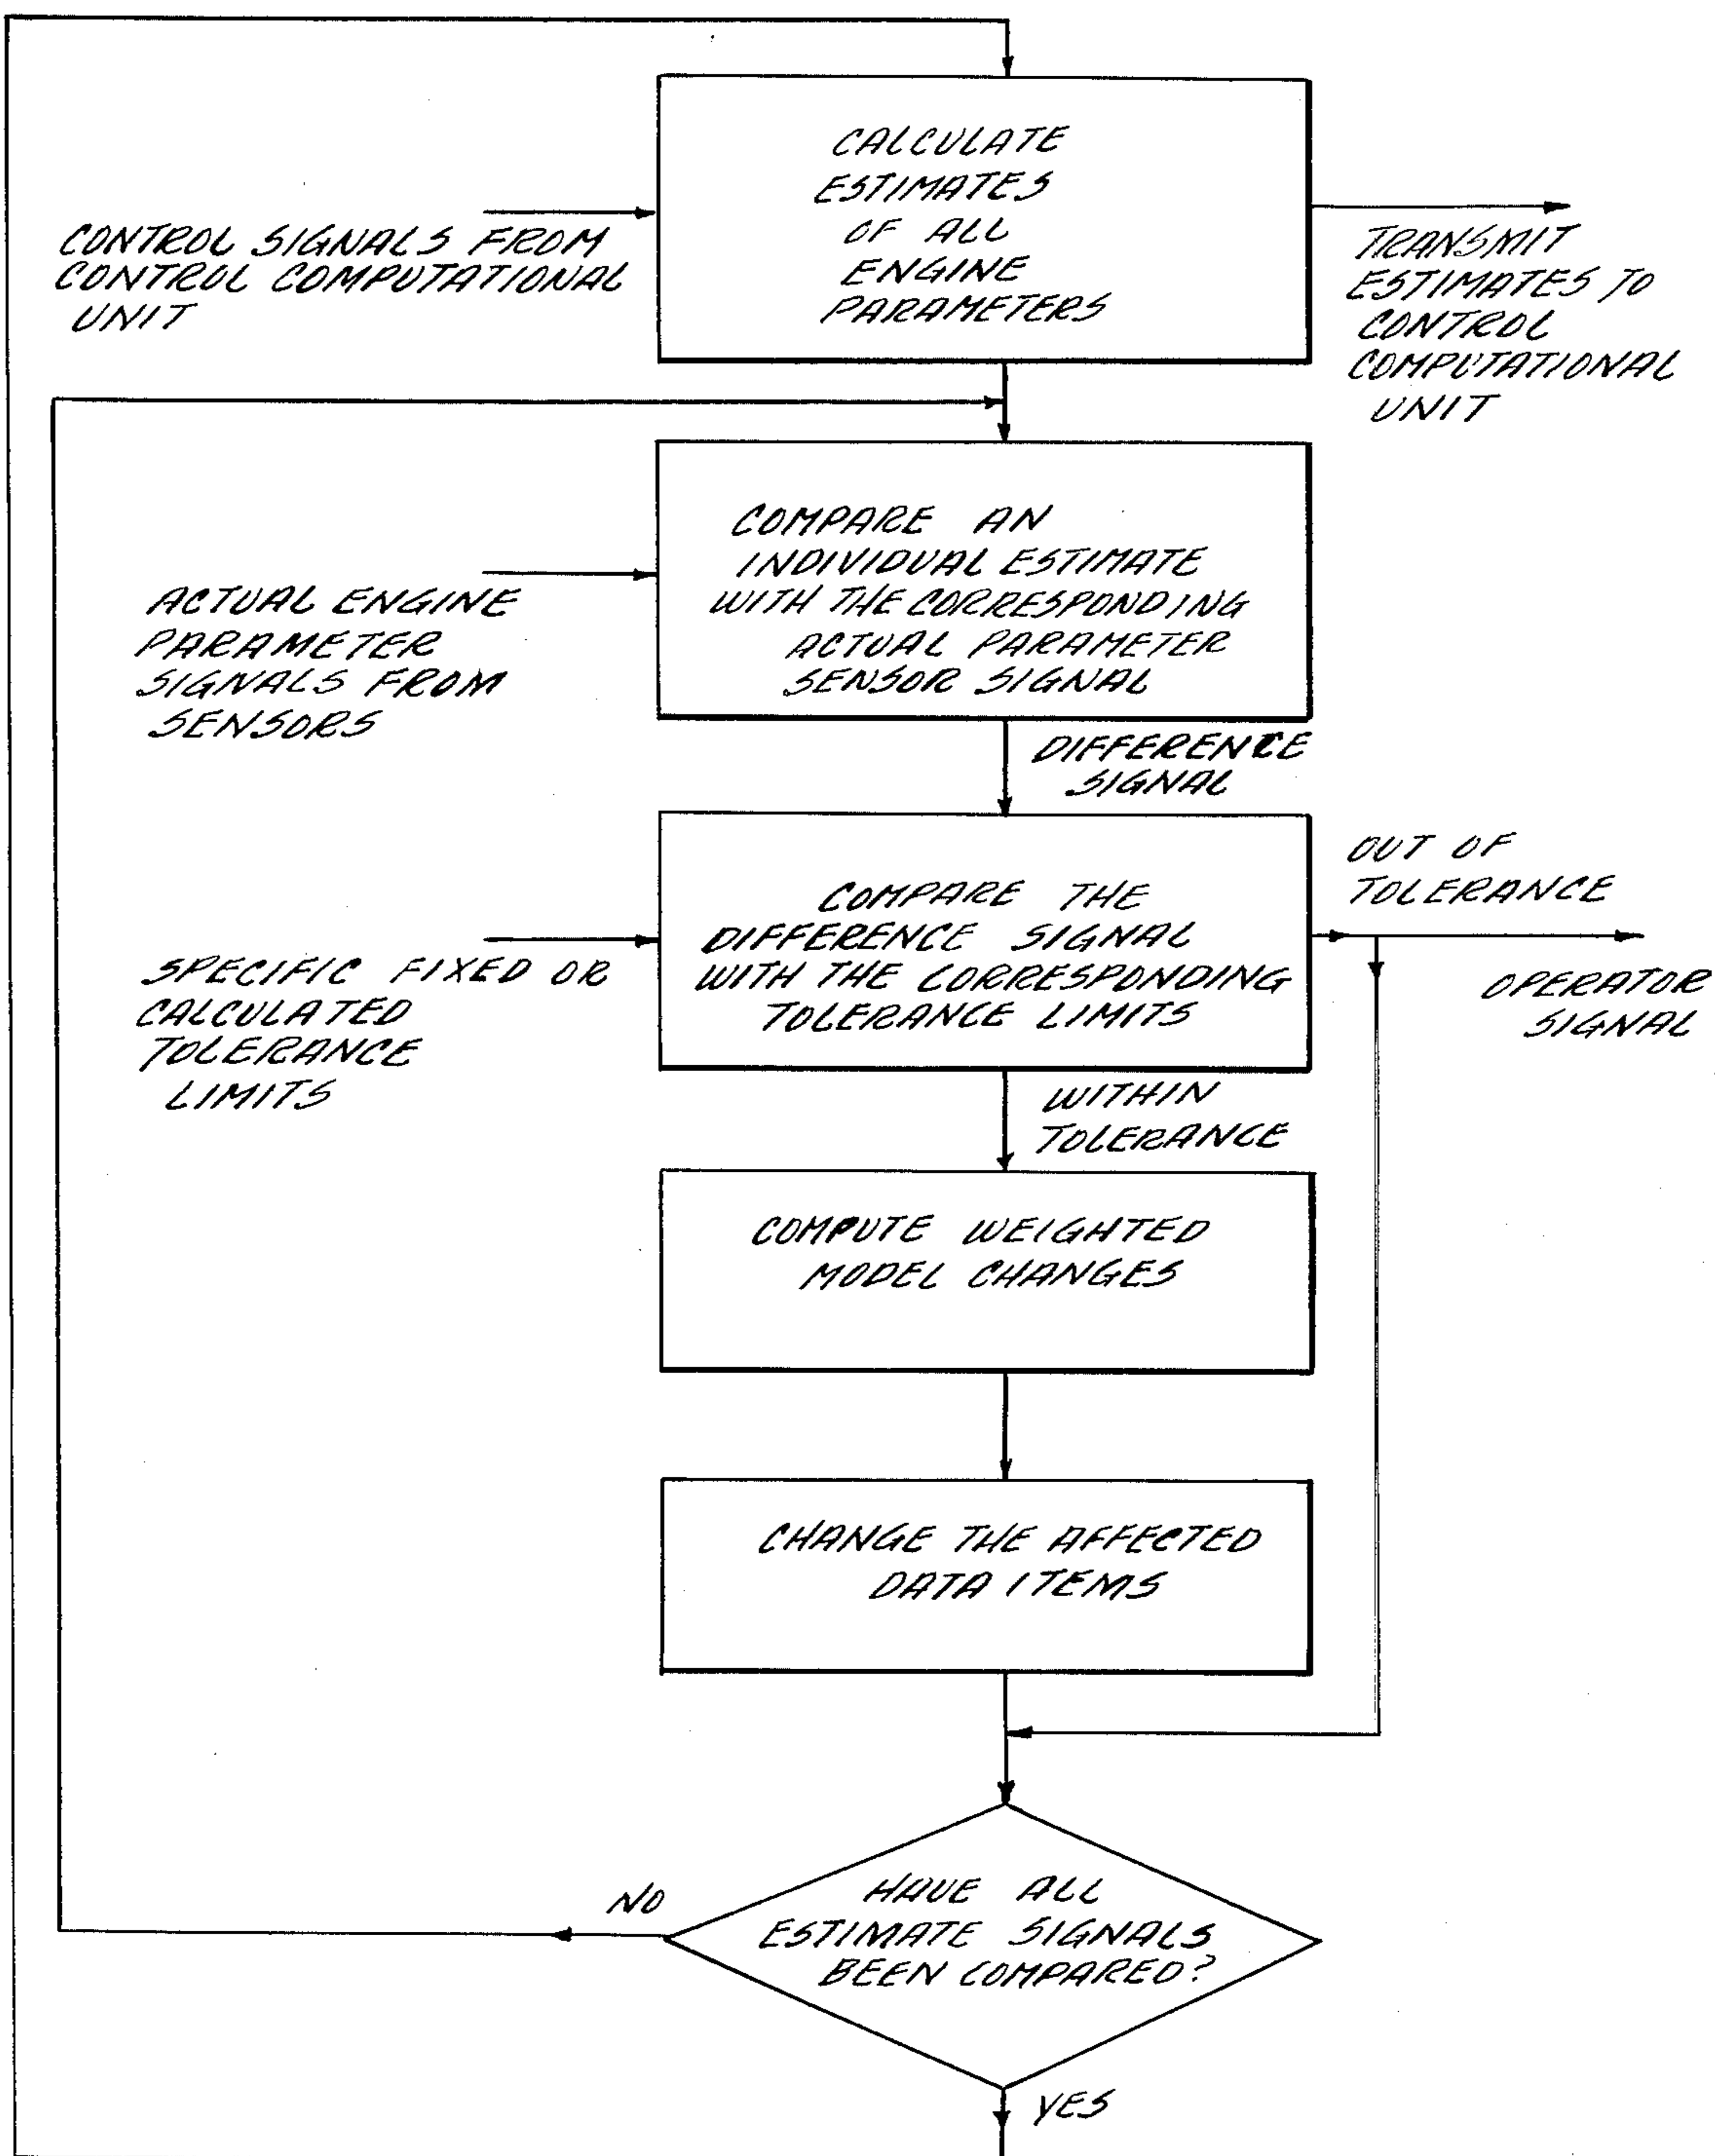 CALCULATE
ESTIMATES
OF ALL
ENGINE
PARAMETERS
CONTROL SIGNALS FROM
CONTROL COMPUTATIONAL
UNIT
TRANSMIT
ESTIMATES TO
CONTROL
COMPUTATIONAL
UNIT
COMPARE AN
INDIVIDUAL ESTIMATE
WITH THE CORRESPONDING
ACTUAL PARAMETER
SENSOR SIGNAL
ACTUAL ENGINE
PARAMETER
SIGNALS FROM
SENSORS
DIFFERENCE
SIGNAL
COMPARE THE
DIFFERENCE SIGNAL
WITH THE CORRESPONDING
TOLERANCE LIMITS
OUT OF
TOLERANCE
OPERATOR
SIGNAL
SPECIFIC FIXED OR
CALCULATED
TOLERANCE
LIMITS
WITHIN
TOLERANCE
COMPUTE WEIGHTED
MODEL CHANGES
CHANGE THE AFFECTED
DATA ITEMS
HAVE ALL
ESTIMATE SIGNALS
BEEN COMPARED?
NO
YES